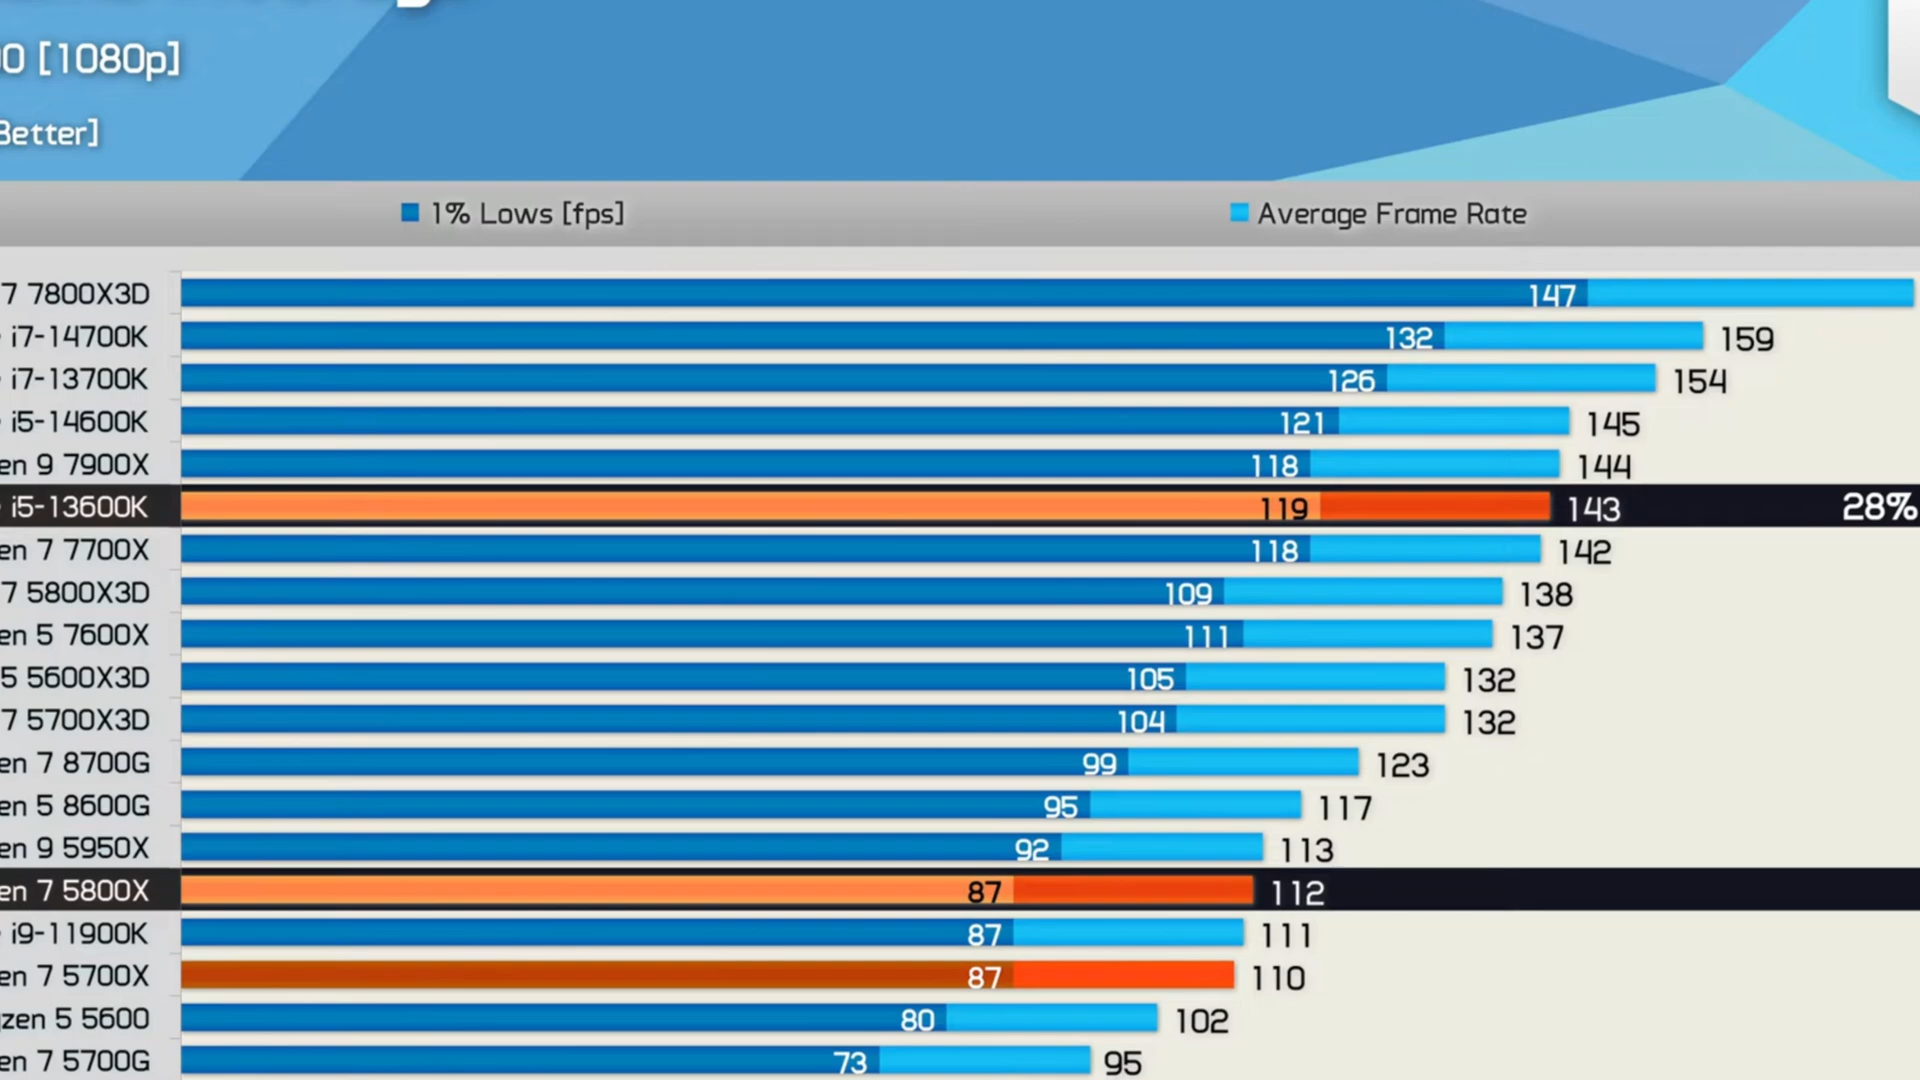 0 [1080p]
Better]
1% Lows [fps] Average Frame Rate
7 7800X3D 147
i7-14700K 132 159
i7-13700K 126 154
i5-14600K 121 145
en 9 7900X 118 144
i5-13600K 119 143 28%
en 7 7700X 118 142
7 5800X3D 109 138
en 5 7600X 111 137
5 5600X3D 105 132
7 5700X3D 104 132
en 7 8700G 99 123
en 5 8600G 95 117
en 9 5950X 92 113
en 7 5800X 87 112
i9-11900K 87 111
en 7 5700X 87 110
zen 5 5600 80 102
en 7 5700G 73 95